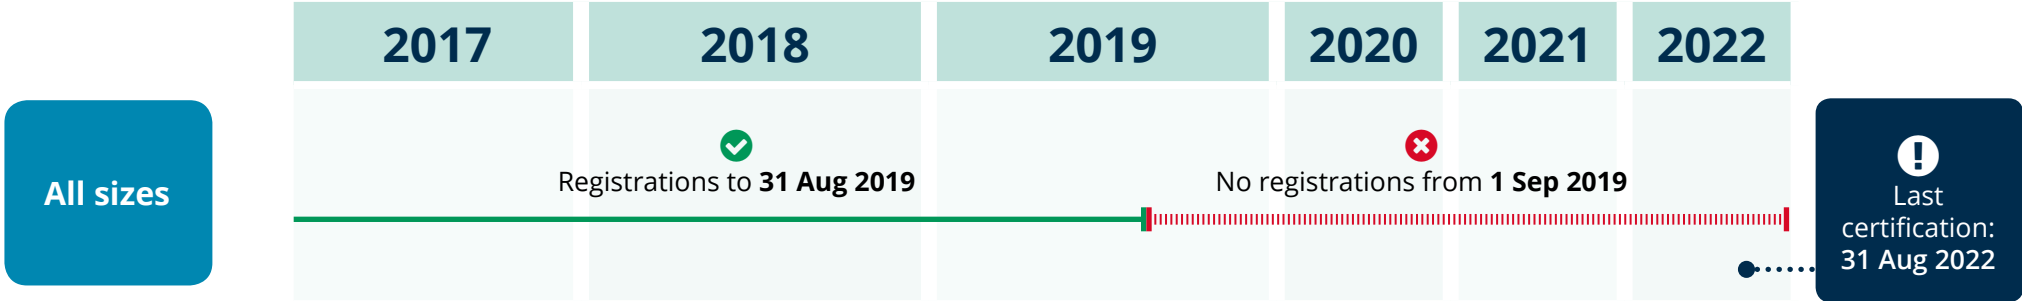 2017 2018 2019 2020 2021 2022
All sizes
Registrations to 31 Aug 2019
No registrations from 1 Sep 2019
Last
certification:
31 Aug 2022